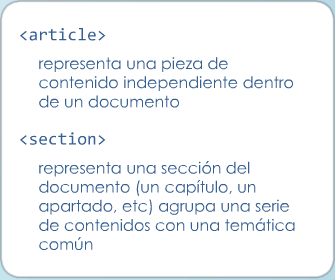 <article>
representa una pieza de
contenido independiente dentro
de un documento
<section>
representa una sección del
documento (un capítulo, un
apartado, etc) agrupa una serie
de contenidos con una temática
común